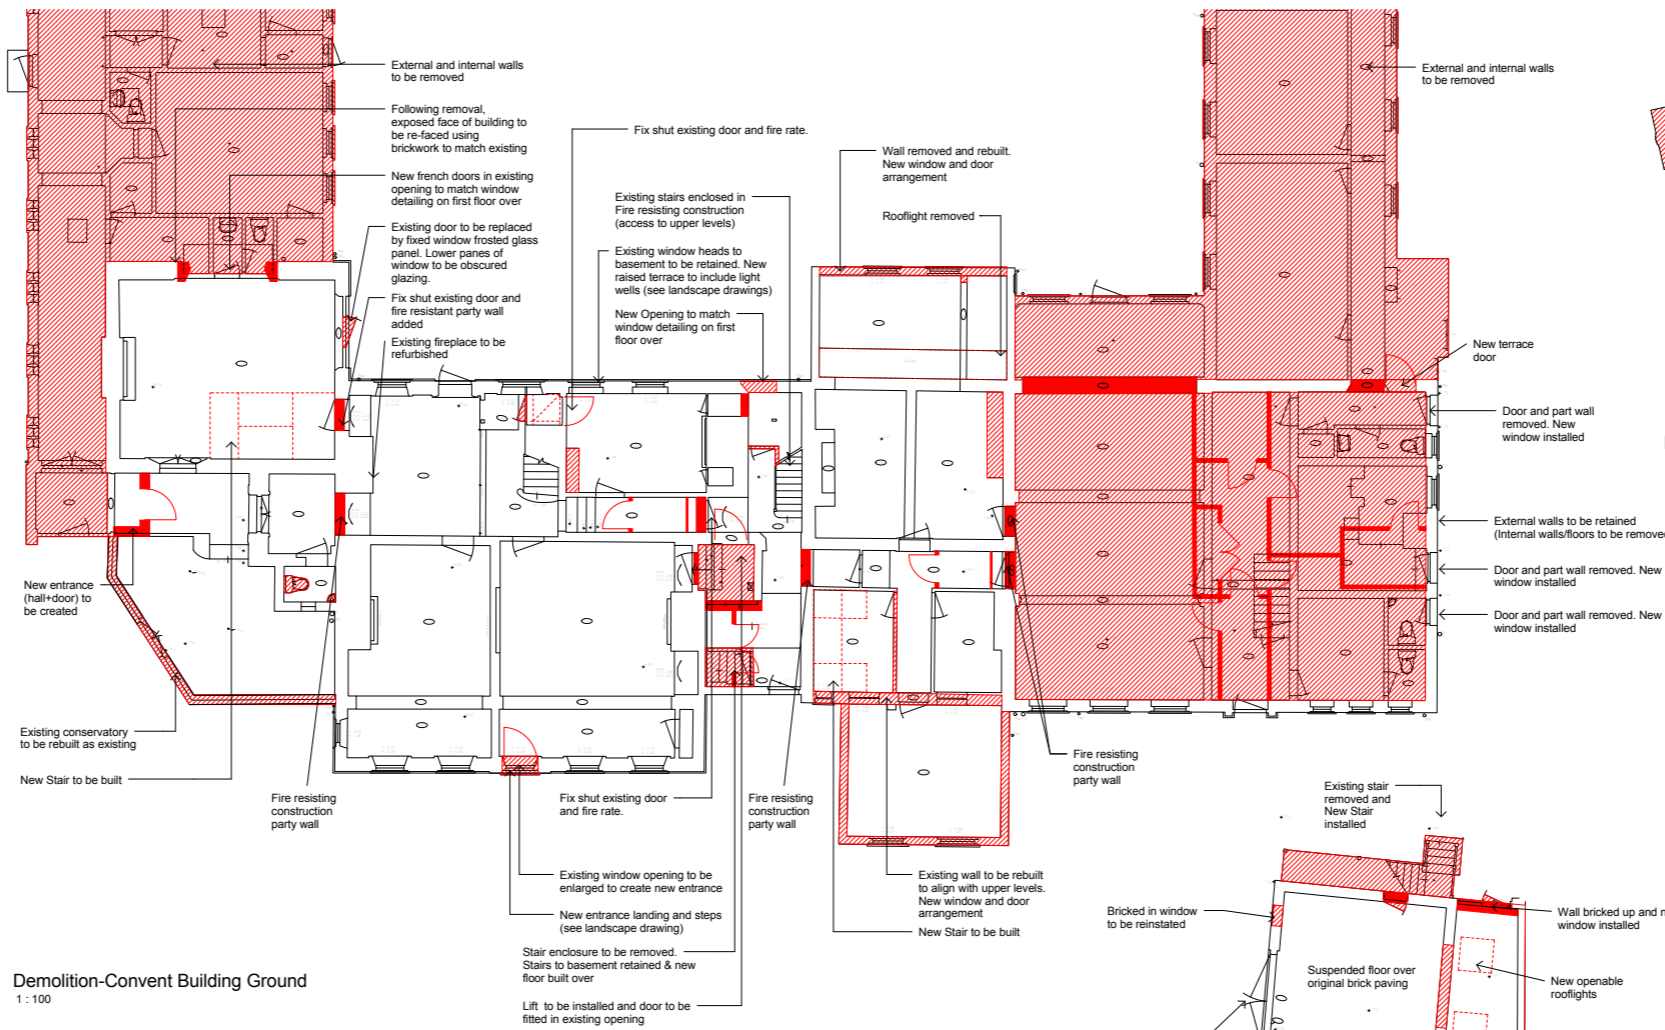 External and internal walls
to be removed
Following removal,
exposed face of building to
be re-faced using
brickwork to match existing
New french doors in existing
opening to match window
detailing on first floor over
Existing door to be replaced
by fixed window frosted glass
panel. Lower panes of
window to be obscured
glazing.
Fix shut existing door and
fire resistant party wall
added
Existing fireplace to be
refurbished
Fix shut existing door and fire rate.
Existing stairs enclosed in
Fire resisting construction
(access to upper levels)
Existing window heads to
basement to be retained. New
raised terrace to include light
wells (see landscape drawings)
New Opening to match
window detailing on first
floor over
Wall removed and rebuilt.
New window and door
arrangement
Rooflight removed
External and internal walls
to be removed
New terrace
door
Door and part wall
removed. New
window installed
External walls to be retained
(Internal walls/floors to be remove
Door and part wall removed. New
window installed
Door and part wall removed. New
window installed
New entrance
(hall+door) to
be created
Existing conservatory
to be rebuilt as existing
New Stair to be built
Fire resisting
construction
party wall
Fix shut existing door
and fire rate.
Fire resisting
construction
party wall
Fire resisting
construction
party wall
Existing window opening to be
enlarged to create new entrance
New entrance landing and steps
(see landscape drawing)
Stair enclosure to be removed.
Stairs to basement retained & new
floor built over
Lift to be installed and door to be
fitted in existing opening
Existing wall to be rebuilt
to align with upper levels.
New window and door
arrangement
New Stair to be built
Existing stair
removed and
New Stair
installed
Bricked in window
to be reinstated
Wall bricked up and n
window installed
Suspended floor over
original brick paving
New openable
rooflights
Demolition-Convent Building Ground
1 : 100